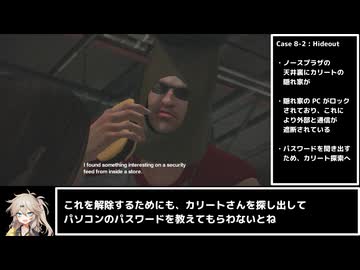 Case 8-2 : Hideout
・ノースプラザの
天井裏にカリートの
隠れ家が
・隠れ家の PC がロック
されており、これに
より外部と通信が
遮断されている
・パスワードを聞き出す
ため、カリート探索へ
I found something interesting on a security
feed from inside a store.
これを解除するためにも、カリートさんを探し出して
パソコンのパスワードを教えてもらわないとね